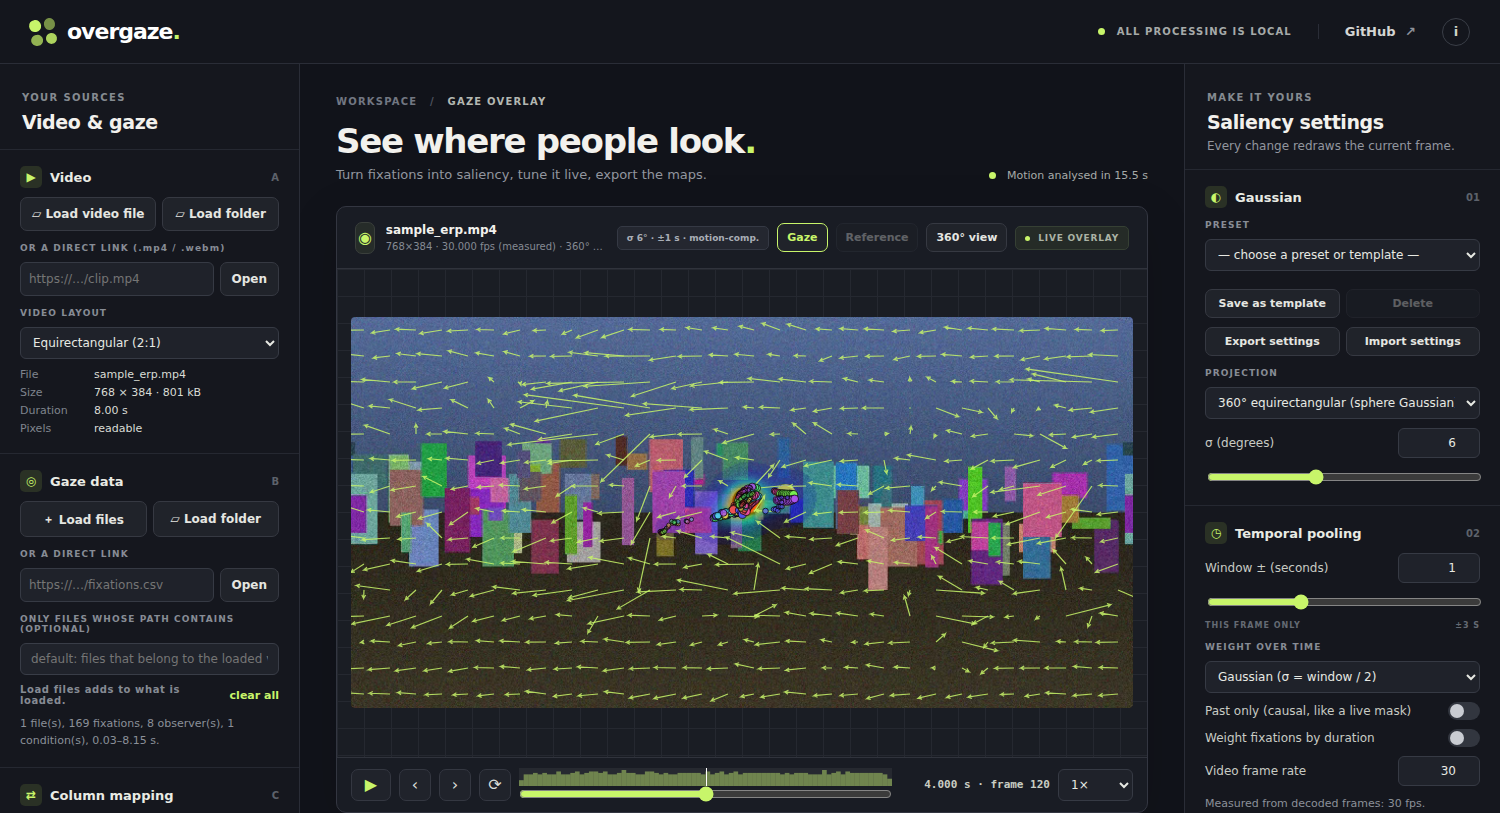 overgaze.
ALL PROCESSING IS LOCAL
GitHub ↗
i
YOUR SOURCES
Video & gaze
Video
A
Load video file
Load folder
OR A DIRECT LINK (.mp4 / .webm)
https://…/clip.mp4
Open
VIDEO LAYOUT
Equirectangular (2:1)
File sample_erp.mp4
Size 768 × 384 · 801 kB
Duration 8.00 s
Pixels readable
Gaze data
B
+ Load files
Load folder
OR A DIRECT LINK
https://…/fixations.csv
Open
ONLY FILES WHOSE PATH CONTAINS
(OPTIONAL)
default: files that belong to the loaded
Load files adds to what is
loaded.
clear all
1 file(s), 169 fixations, 8 observer(s), 1
condition(s), 0.03–8.15 s.
Column mapping
C
WORKSPACE / GAZE OVERLAY
See where people look.
Turn fixations into saliency, tune it live, export the maps.
Motion analysed in 15.5 s
sample_erp.mp4
768×384 · 30.000 fps (measured) · 360° …
σ 6° · ±1 s · motion-comp.
Gaze
Reference
360° view
LIVE OVERLAY
4.000 s · frame 120
1×
MAKE IT YOURS
Saliency settings
Every change redraws the current frame.
Gaussian
01
PRESET
— choose a preset or template —
Save as template
Delete
Export settings
Import settings
PROJECTION
360° equirectangular (sphere Gaussian
σ (degrees)
6
Temporal pooling
02
Window ± (seconds)
1
THIS FRAME ONLY
±3 S
WEIGHT OVER TIME
Gaussian (σ = window / 2)
Past only (causal, like a live mask)
Weight fixations by duration
Video frame rate
30
Measured from decoded frames: 30 fps.